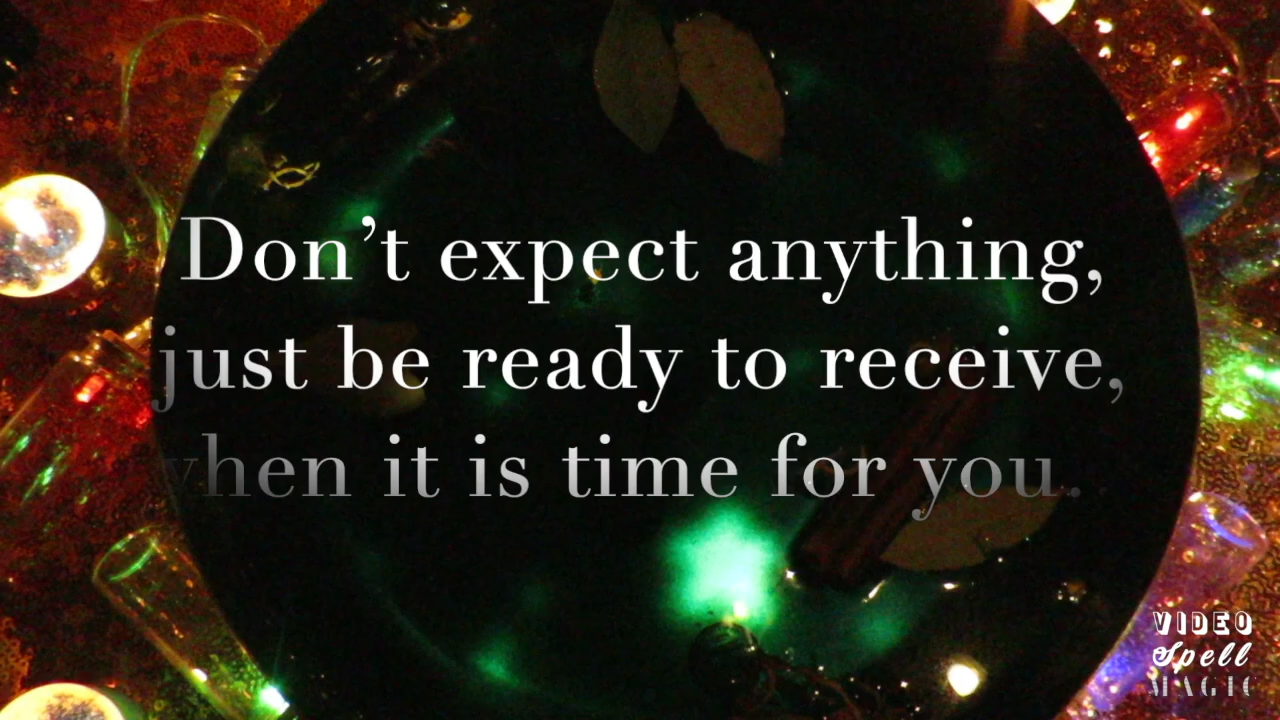 Don't expect anything,
just be ready to receive,
when it is time for you.
VIDEO
Spell
MAGIC